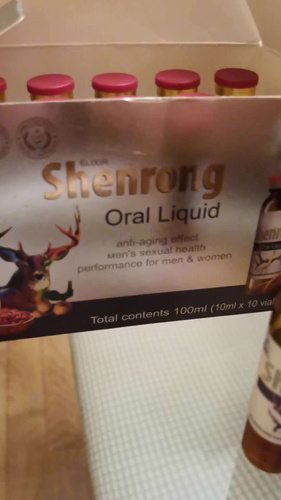 ELIXIR
Shenrong
Oral Liquid
anti-aging effect
Men's sexual health
performance for men & women
Total contents 100ml (10ml x 10 vial